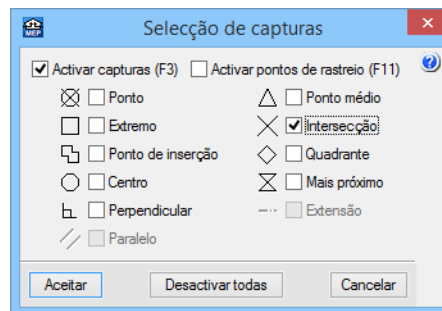 MEP
Selecção de capturas
Activar capturas (F3) Activar pontos de rastreio (F11)
Ponto Ponto médio
Extremo Intersecção
Ponto de inserção Quadrante
Centro Mais próximo
Perpendicular Extensão
Paralelo
Aceitar Desactivar todas Cancelar